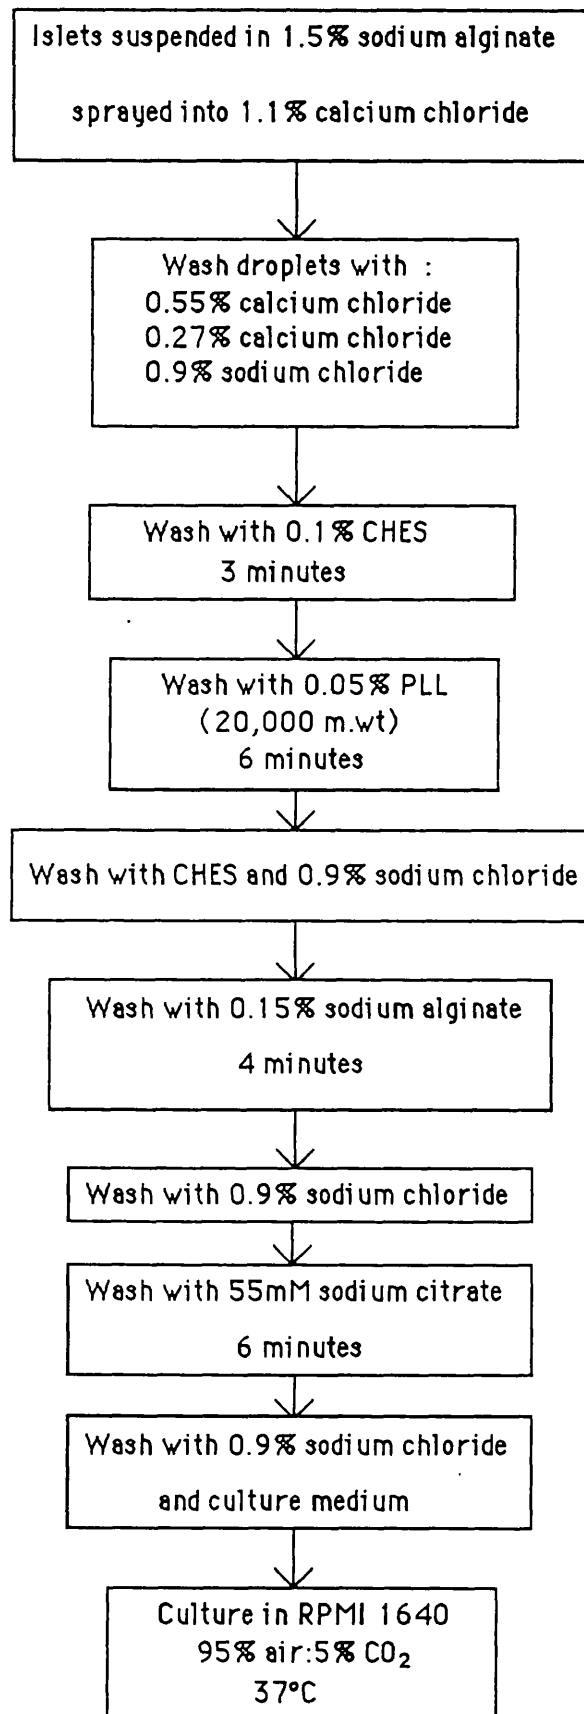 Islets suspended in 1.5% sodium alginate
sprayed into 1.1% calcium chloride
Wash droplets with :
0.55% calcium chloride
0.27% calcium chloride
0.9% sodium chloride
Wash with 0.1% CHES
3 minutes
Wash with 0.05% PLL
(20,000 m.wt)
6 minutes
Wash with CHES and 0.9% sodium chloride
Wash with 0.15% sodium alginate
4 minutes
Wash with 0.9% sodium chloride
Wash with 55mM sodium citrate
6 minutes
Wash with 0.9% sodium chloride
and culture medium
Culture in RPMI 1640
95% air:5% CO₂
37°C